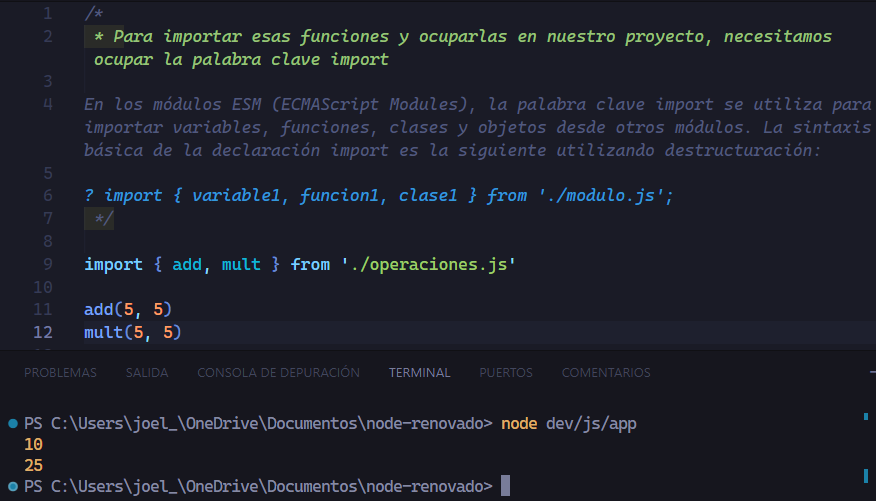 1 /*
2 * Para importar esas funciones y ocuparlas en nuestro proyecto, necesitamos
ocupar la palabra clave import
3
4 En los módulos ESM (ECMAScript Modules), la palabra clave import se utiliza para
importar variables, funciones, clases y objetos desde otros módulos. La sintaxis
básica de la declaración import es la siguiente utilizando destructuración:
5
6 ? import { variable1, funcion1, clase1 } from './modulo.js';
7 */
8
9 import { add, mult } from './operaciones.js'
10
11 add(5, 5)
12 mult(5, 5)
PROBLEMAS SALIDA CONSOLA DE DEPURACIÓN TERMINAL PUERTOS COMENTARIOS
PS C:\Users\joel_\OneDrive\Documentos\node-renovado> node dev/js/app
10
25
PS C:\Users\joel_\OneDrive\Documentos\node-renovado>